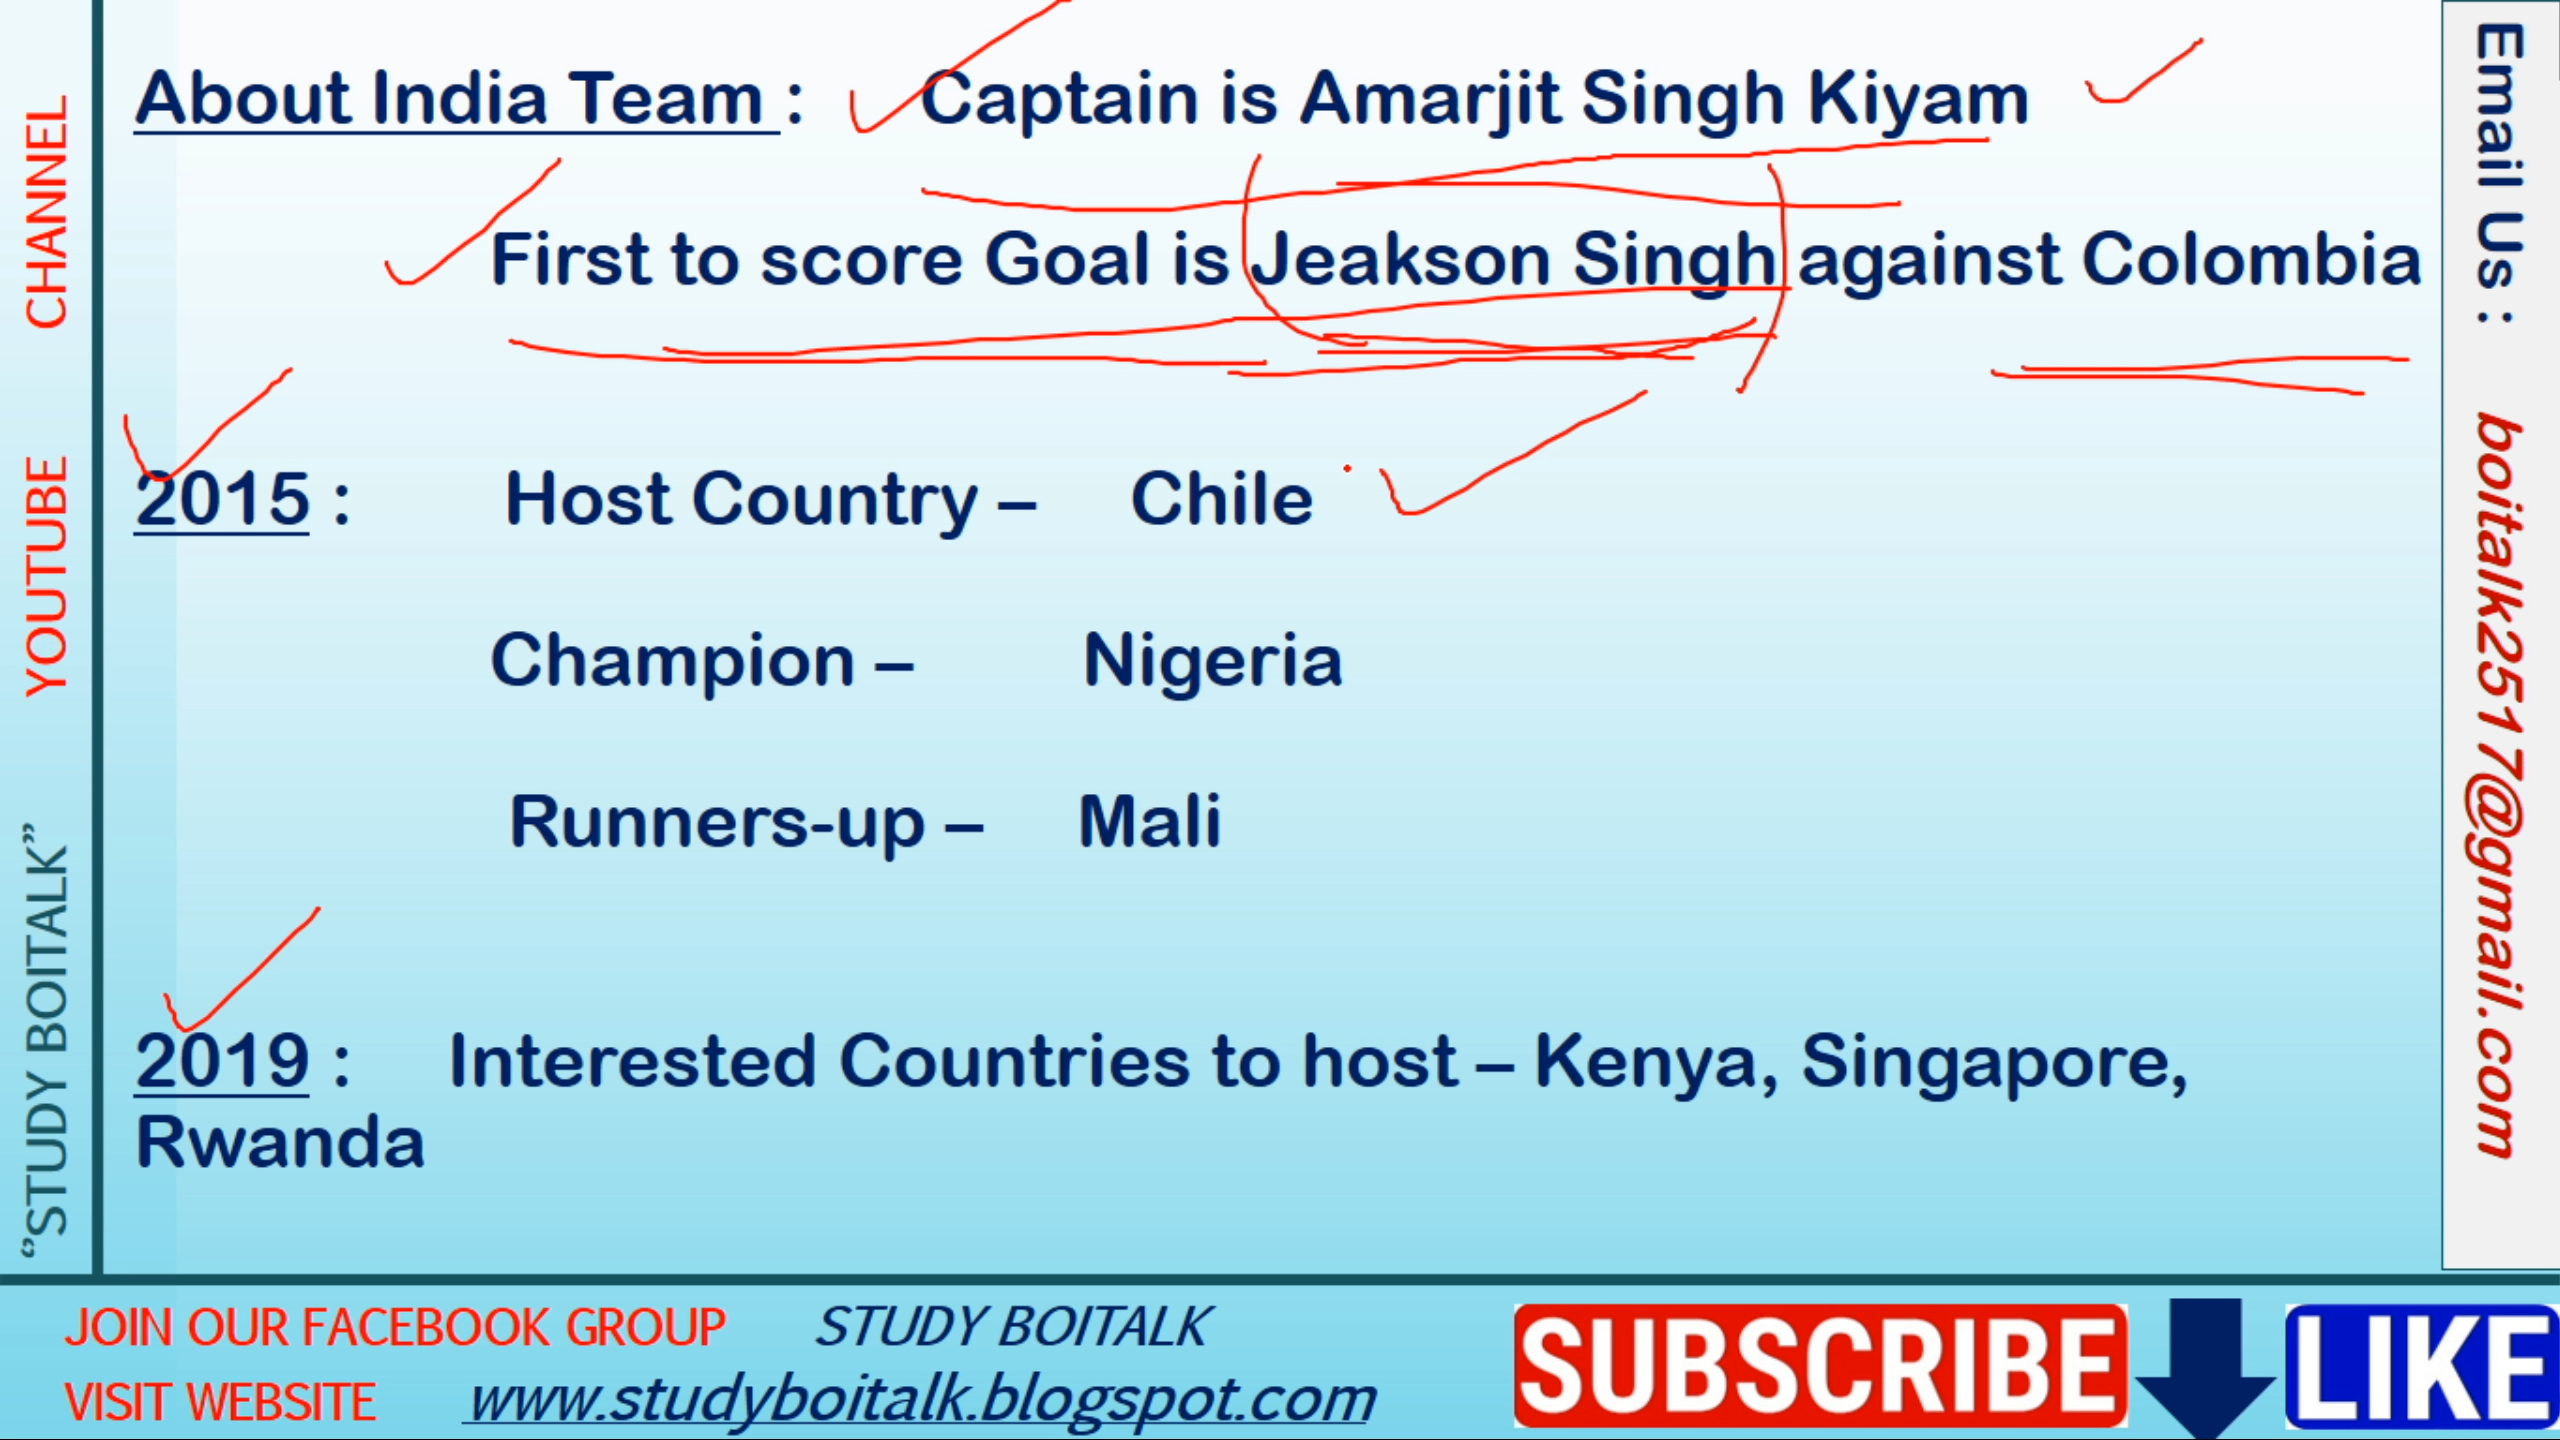 About India Team : Captain is Amarjit Singh Kiyam
First to score Goal is Jeakson Singh against Colombia
2015 : Host Country – Chile
Champion – Nigeria
Runners-up – Mali
2019 : Interested Countries to host – Kenya, Singapore,
Rwanda
“STUDY BOITALK” YOUTUBE CHANNEL
Email Us : boitalk2517@gmail.com
JOIN OUR FACEBOOK GROUP STUDY BOITALK
VISIT WEBSITE www.studyboitalk.blogspot.com
SUBSCRIBE LIKE